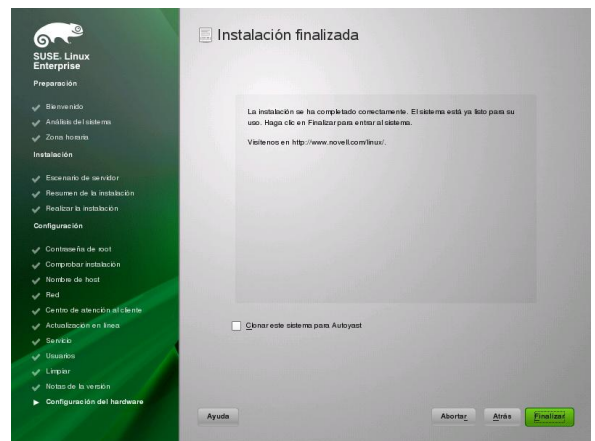 SUSE. Linux
Enterprise
Preparación
Bienvenido
Análisis del sistema
Zona horaria
Instalación
Escenario de servidor
Resumen de la instalación
Realizar la instalación
Configuración
Contraseña de root
Comprobar instalación
Nombre de host
Red
Centro de atención al cliente
Actualización en línea
Servicio
Usuarios
Limpiar
Notas de la versión
Configuración del hardware
Instalación finalizada
La instalación se ha completado correctamente. El sistema está ya listo para su
uso. Haga clic en Finalizar para entrar al sistema.
Visítenos en http://www.novell.com/linux/.
Clonar este sistema para Autoyast
Ayuda
Abortar
Atrás
Finalizar